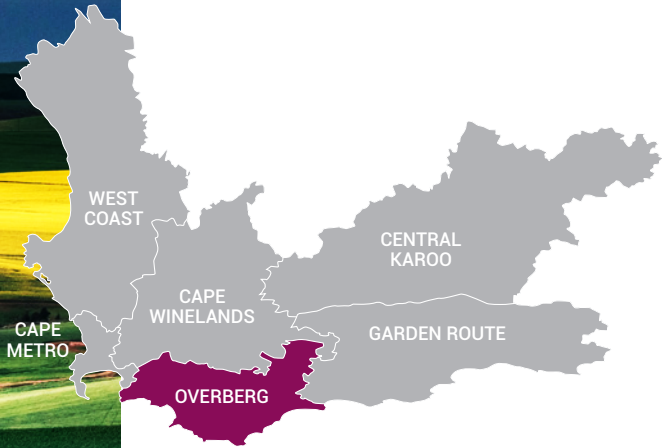 WEST
COAST
CENTRAL
KAROO
CAPE
WINELANDS
CAPE
METRO
GARDEN ROUTE
OVERBERG